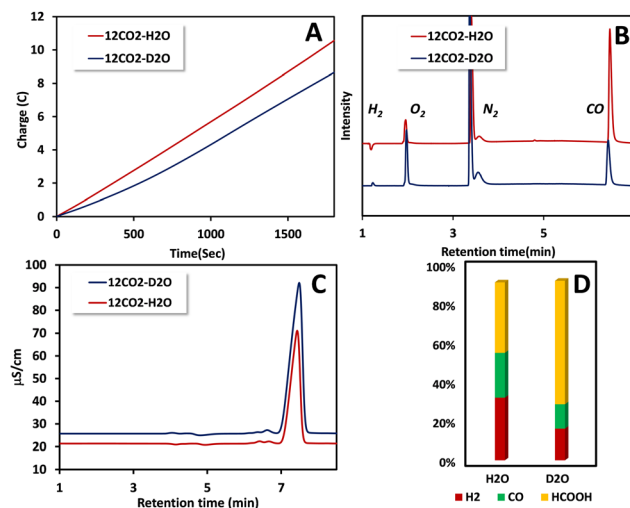 A
12CO2-H2O
12CO2-D2O
Charge (C)
12
10
8
6
4
2
0
0 500 1000 1500
Time(Sec)
B
12CO2-H2O
12CO2-D2O
Intensity
H2 O2 N2 CO
1 3 5
Retention time(min)
C
12CO2-D2O
12CO2-H2O
µS/cm
100
90
80
70
60
50
40
30
20
10
1 3 5 7
Retention time (min)
D
100%
80%
60%
40%
20%
0%
H2O D2O
H2 CO HCOOH